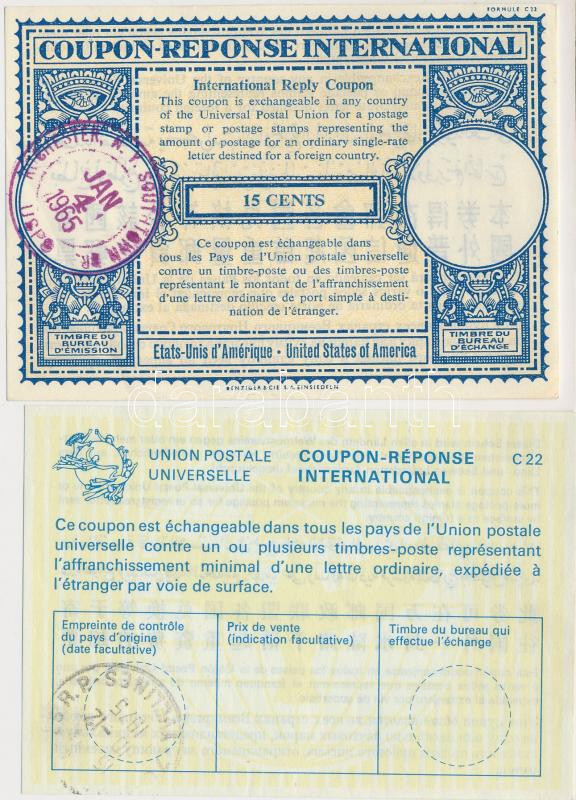 FORMULE C 22
COUPON-REPONSE INTERNATIONAL
International Reply Coupon
This coupon is exchangeable in any country
of the Universal Postal Union for a postage
stamp or postage stamps representing the
amount of postage for an ordinary single-rate
letter destined for a foreign country.
JAN
4
1965
15 CENTS
Ce coupon est échangeable dans
tous les Pays de l'Union postale universelle
contre un timbre-poste ou des timbres-poste
représentant le montant de l'affranchissement
d'une lettre ordinaire de port simple à desti-
nation de l'étranger.
TIMBRE DU
BUREAU
D'ÉMISSION
Etats-Unis d'Amérique · United States of America
TIMBRE DU
BUREAU
D'ÉCHANGE
BENZIGER & CIE S.A. EINSIEDELN
darabanth
UNION POSTALE
UNIVERSELLE
COUPON-RÉPONSE
INTERNATIONAL
C 22
Ce coupon est échangeable dans tous les pays de l'Union postale
universelle contre un ou plusieurs timbres-poste représentant
l'affranchissement minimal d'une lettre ordinaire, expédiée à
l'étranger par voie de surface.
Empreinte de contrôle
du pays d'origine
(date facultative)
Prix de vente
(indication facultative)
Timbre du bureau qui
effectue l'échange
1975